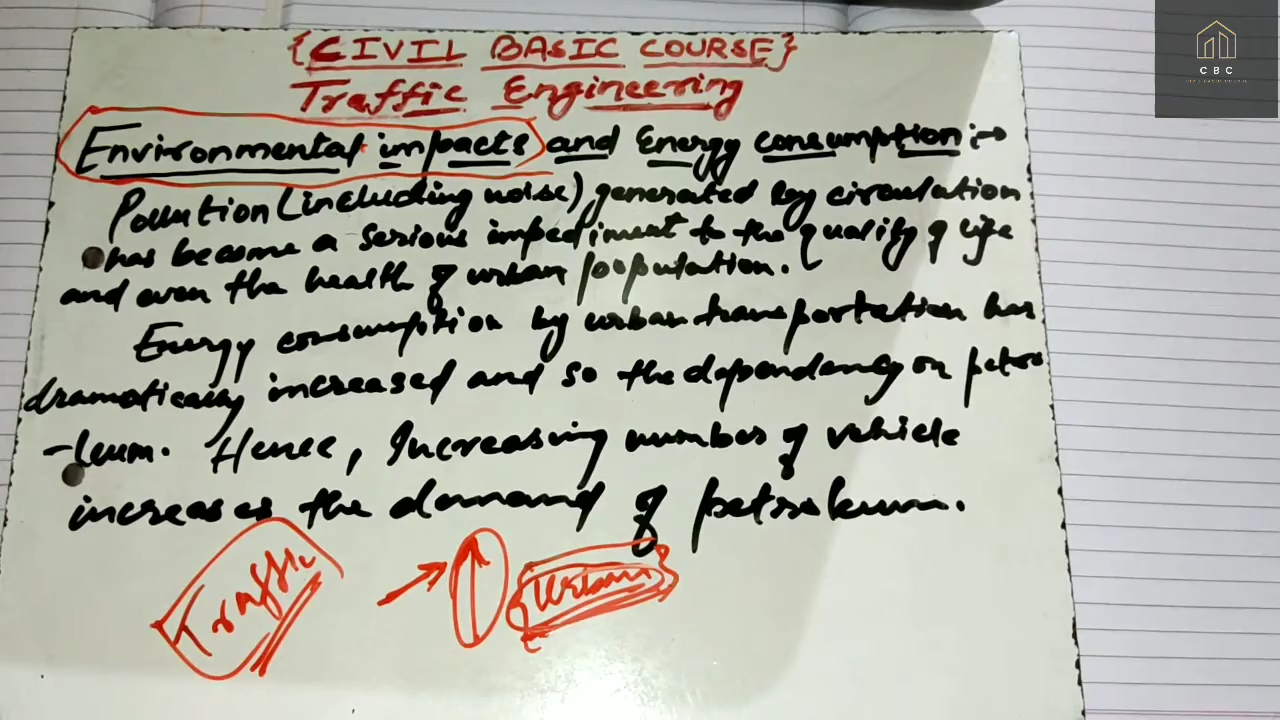 {CIVIL BASIC COURSE}
CBC
Traffic Engineering
Environmental impacts and Energy consumption :→
Pollution (including noise) generated by circulation
has become a serious impediment to the quality of life
and even the health of urban poopulation.
Energy consumption by urban transportation has
dramatically increased and so the dependency on petro
-leum. Hence, Increasing number of vehicle
increases the demand of petroleum.
Traffic → ↑ {Urban}